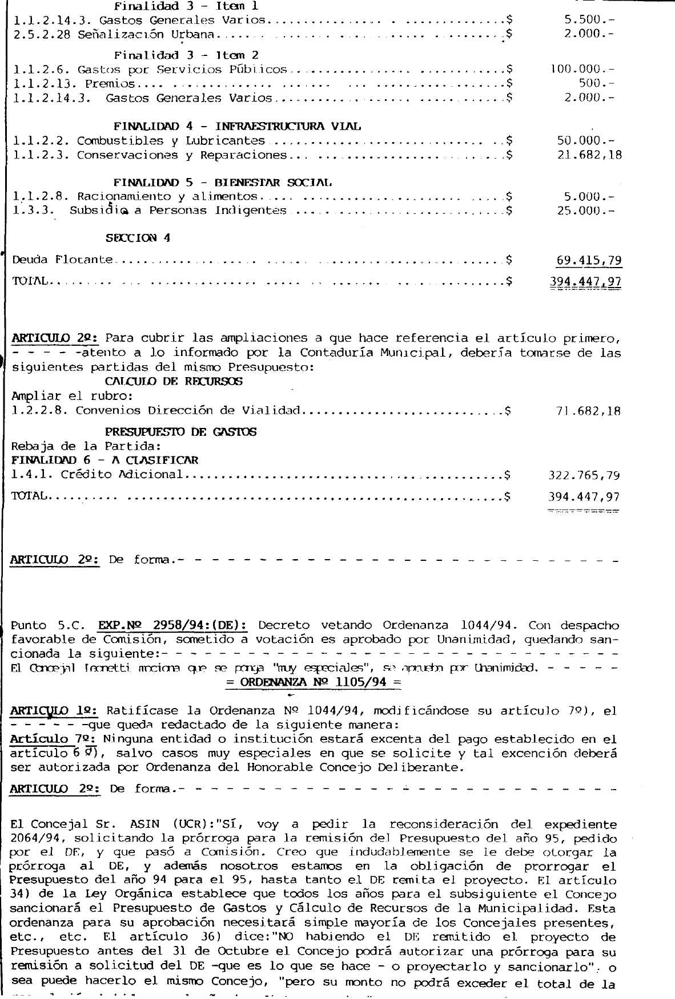 Finalidad 3 - Item 1
1.1.2.14.3. Gastos Generales Varios................. . ...............$ 5.500.-
2.5.2.28 Señalización Urbana..........................................$ 2.000.-
Finalidad 3 - Item 2
1.1.2.6. Gastos por Servicios Públicos................................$ 100.000.-
1.1.2.13. Premios.....................................................$ 500.-
1.1.2.14.3. Gastos Generales Varios...................................$ 2.000.-
FINALIDAD 4 - INFRAESTRUCTURA VIAL
1.1.2.2. Combustibles y Lubricantes...................................$ 50.000.-
1.1.2.3. Conservaciones y Reparaciones................................$ 21.682,18
FINALIDAD 5 - BIENESTAR SOCIAL
1.1.2.8. Racionamiento y alimentos....................................$ 5.000.-
1.3.3. Subsidio a Personas Indigentes.................................$ 25.000.-
SECCION 4
Deuda Flotante........................................................$ 69.415,79
TOTAL.................................................................$ 394.447,97
ARTICULO 2º: Para cubrir las ampliaciones a que hace referencia el artículo primero,
- - - - -atento a lo informado por la Contaduría Municipal, debería tomarse de las
siguientes partidas del mismo Presupuesto:
CALCULO DE RECURSOS
Ampliar el rubro:
1.2.2.8. Convenios Dirección de Vialidad............................$ 71.682,18
PRESUPUESTO DE GASTOS
Rebaja de la Partida:
FINALIDAD 6 - A CLASIFICAR
1.4.1. Crédito Adicional.............................................$ 322.765,79
TOTAL.......... .....................................................$ 394.447,97
ARTICULO 2º: De forma.- - - - - - - - - - - - - - - - - - - - - - - - - - - -
Punto 5.C. EXP.Nº 2958/94:(DE): Decreto vetando Ordenanza 1044/94. Con despacho
favorable de Comisión, sometido a votación es aprobado por Unanimidad, quedando san-
cionada la siguiente:- - - - - - - - - - - - - - - - - - - - - - - - - - - - -
El Concejal mociona que se ponga "muy especiales", se aprueba por Unanimidad. - - - - -
= ORDENANZA Nº 1105/94 =
ARTICULO 1º: Ratifícase la Ordenanza Nº 1044/94, modificándose su artículo 7º), el
- - - - - -que queda redactado de la siguiente manera:
Artículo 7º: Ninguna entidad o institución estará excenta del pago establecido en el
artículo 6 º), salvo casos muy especiales en que se solicite y tal excención deberá
ser autorizada por Ordenanza del Honorable Concejo Deliberante.
ARTICULO 2º: De forma.- - - - - - - - - - - - - - - - - - - - - - - - - - - -
El Concejal Sr. ASIN (UCR):"Sí, voy a pedir la reconsideración del expediente
2064/94, solicitando la prórroga para la remisión del Presupuesto del año 95, pedido
por el DE, y que pasó a Comisión. Creo que indudablemente se le debe otorgar la
prórroga al DE, y además nosotros estamos en la obligación de prorrogar el
Presupuesto del año 94 para el 95, hasta tanto el DE remita el proyecto. El artículo
34) de la Ley Orgánica establece que todos los años para el subsiguiente el Concejo
sancionará el Presupuesto de Gastos y Cálculo de Recursos de la Municipalidad. Esta
ordenanza para su aprobación necesitará simple mayoría de los Concejales presentes,
etc., etc. El artículo 36) dice:"NO habiendo el DE remitido el proyecto de
Presupuesto antes del 31 de Octubre el Concejo podrá autorizar una prórroga para su
remisión a solicitud del DE -que es lo que se hace - o proyectarlo y sancionarlo". o
sea puede hacerlo el mismo Concejo, "pero su monto no podrá exceder el total de la